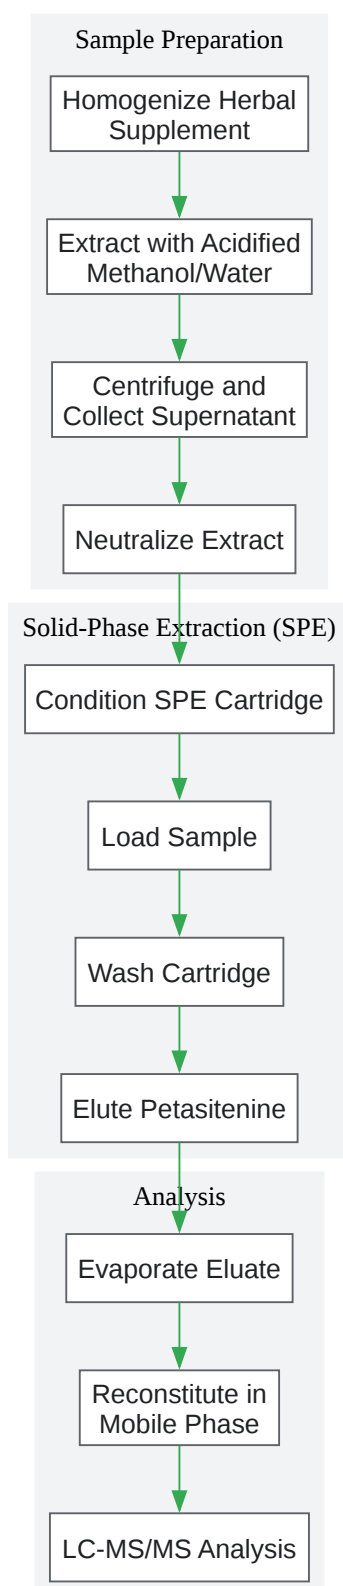 Sample Preparation
Homogenize Herbal
Supplement
Extract with Acidified
Methanol/Water
Centrifuge and
Collect Supernatant
Neutralize Extract
Solid-Phase Extraction (SPE)
Condition SPE Cartridge
Load Sample
Wash Cartridge
Elute Petasitenine
Analysis
Evaporate Eluate
Reconstitute in
Mobile Phase
LC-MS/MS Analysis